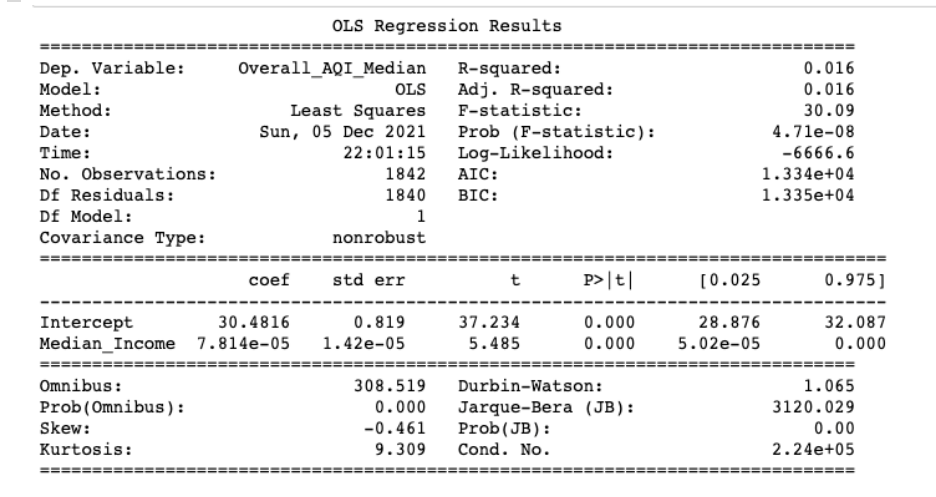 OLS Regression Results
==============================================================================
Dep. Variable: Overall_AQI_Median R-squared: 0.016
Model: OLS Adj. R-squared: 0.016
Method: Least Squares F-statistic: 30.09
Date: Sun, 05 Dec 2021 Prob (F-statistic): 4.71e-08
Time: 22:01:15 Log-Likelihood: -6666.6
No. Observations: 1842 AIC: 1.334e+04
Df Residuals: 1840 BIC: 1.335e+04
Df Model: 1
Covariance Type: nonrobust
=================================================================================
coef std err t P>|t| [0.025 0.975]
---------------------------------------------------------------------------------
Intercept 30.4816 0.819 37.234 0.000 28.876 32.087
Median_Income 7.814e-05 1.42e-05 5.485 0.000 5.02e-05 0.000
==============================================================================
Omnibus: 308.519 Durbin-Watson: 1.065
Prob(Omnibus): 0.000 Jarque-Bera (JB): 3120.029
Skew: -0.461 Prob(JB): 0.00
Kurtosis: 9.309 Cond. No. 2.24e+05
==============================================================================